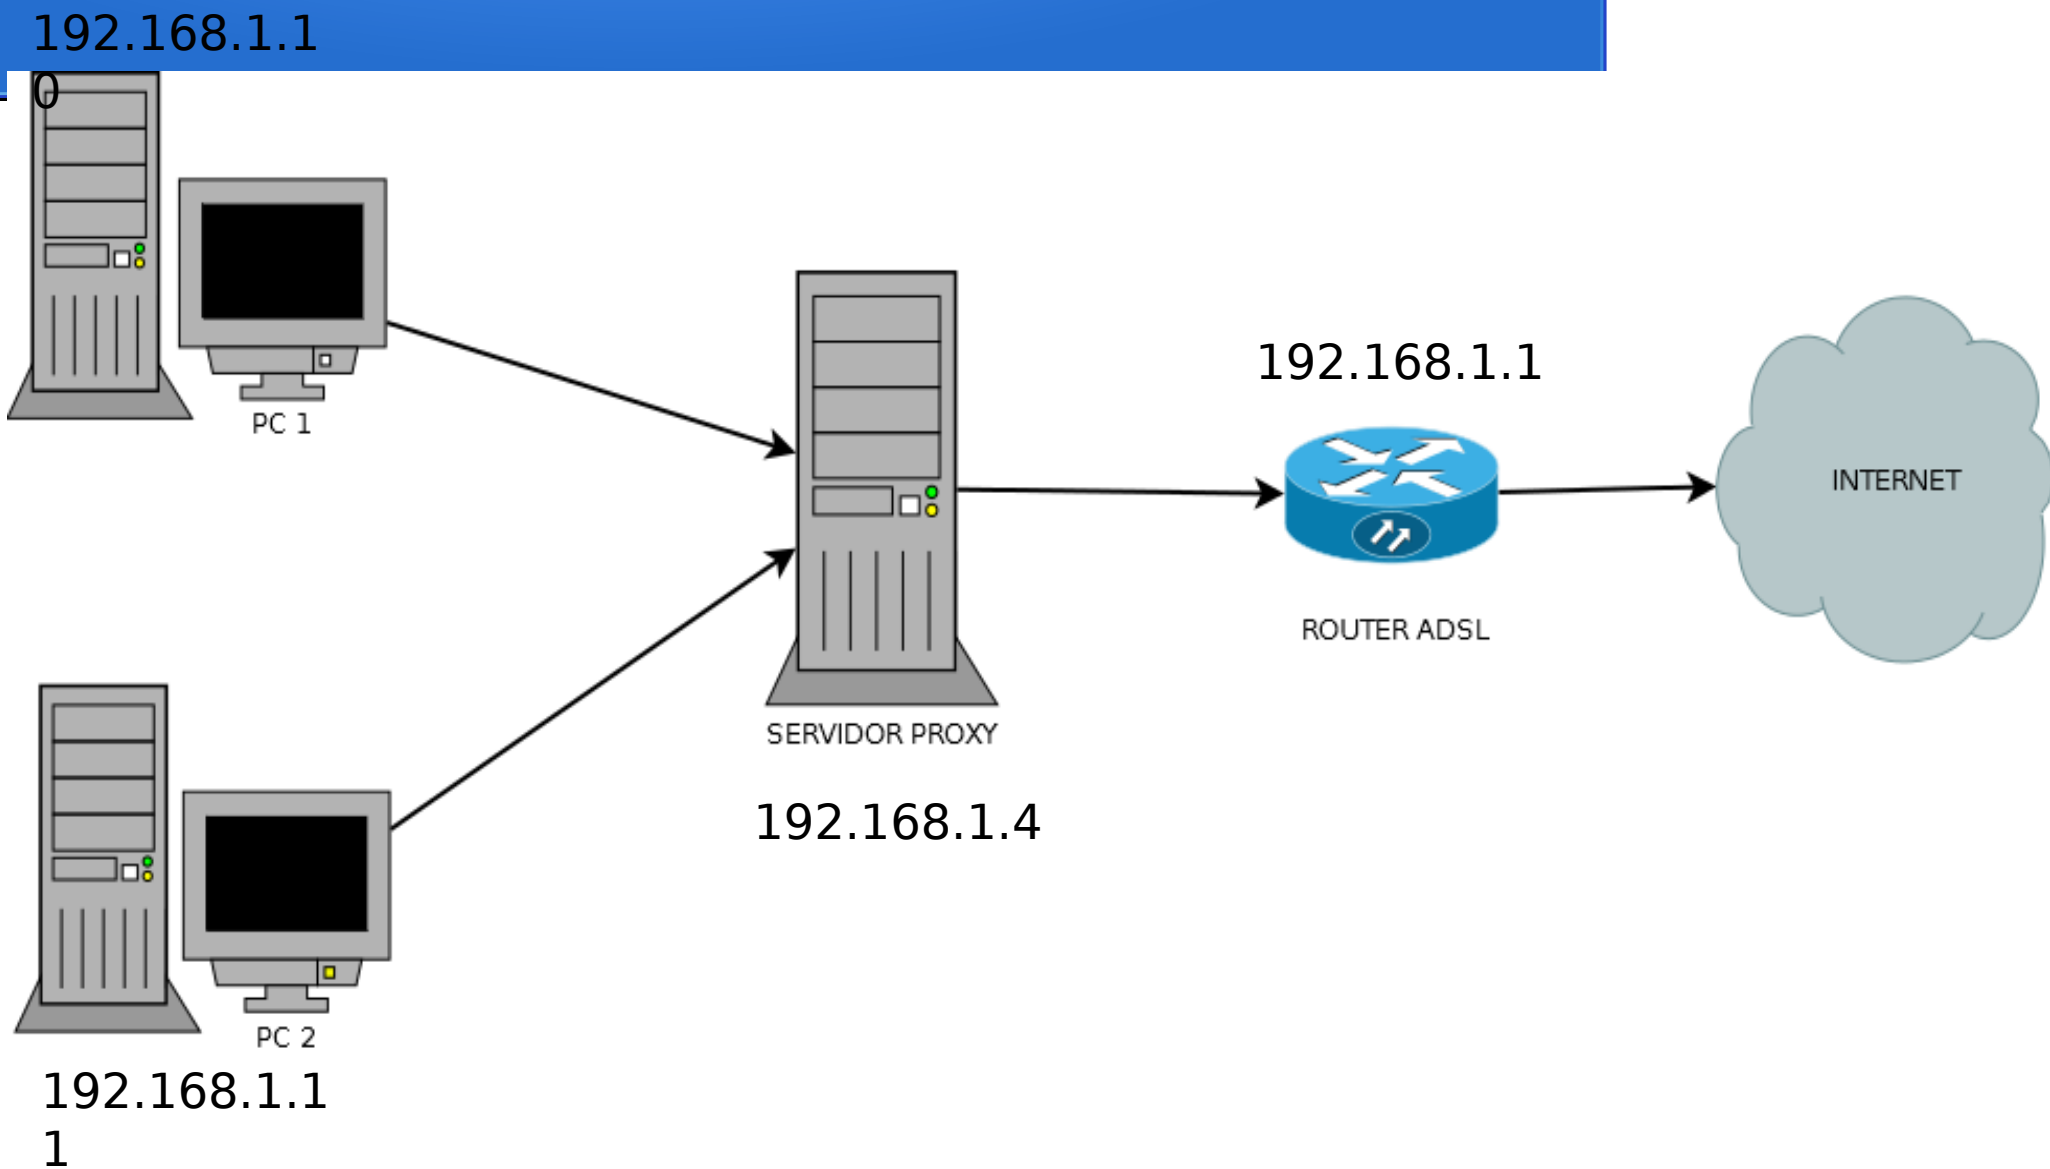 192.168.1.1
0
PC 1
192.168.1.1
INTERNET
ROUTER ADSL
SERVIDOR PROXY
192.168.1.4
PC 2
192.168.1.1
1